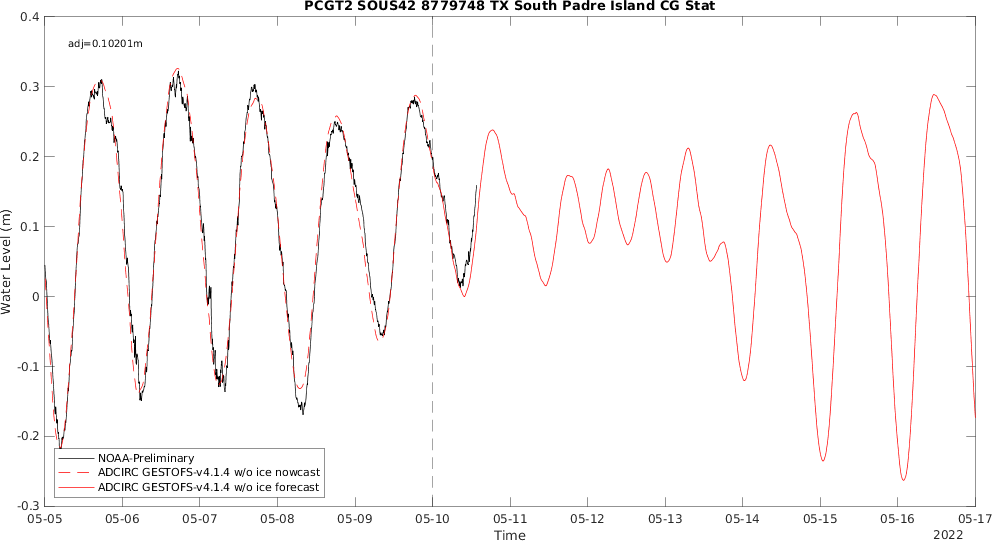 PCGT2 SOUS42 8779748 TX South Padre Island CG Stat
adj=0.10201m
Water Level (m)
0.4
0.3
0.2
0.1
0
-0.1
-0.2
-0.3
NOAA-Preliminary
ADCIRC GESTOFS-v4.1.4 w/o ice nowcast
ADCIRC GESTOFS-v4.1.4 w/o ice forecast
05-05 05-06 05-07 05-08 05-09 05-10 05-11 05-12 05-13 05-14 05-15 05-16 05-17
Time
2022